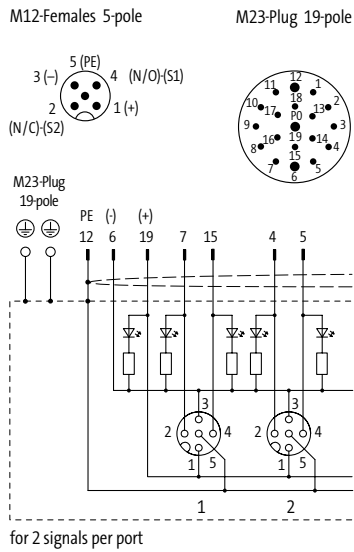 M12-Females 5-pole
M23-Plug 19-pole
5 (PE)
3 (–)
4 (N/O)-(S1)
2
1 (+)
(N/C)-(S2)
12
11
1
18
10
17
13
2
P0
9
3
8
16
19
14
4
15
7
6
5
M23-Plug
19-pole
PE (-) (+)
12 6 19 7 15 4 5
3 3
2 4 2 4
1 5 1 5
1 2
for 2 signals per port